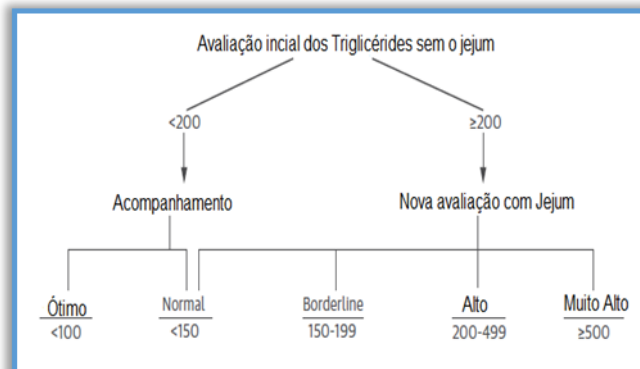 Avaliação incial dos Triglicérides sem o jejum
<200
≥200
Acompanhamento
Nova avaliação com Jejum
Ótimo
<100
Normal
<150
Borderline
150-199
Alto
200-499
Muito Alto
≥500